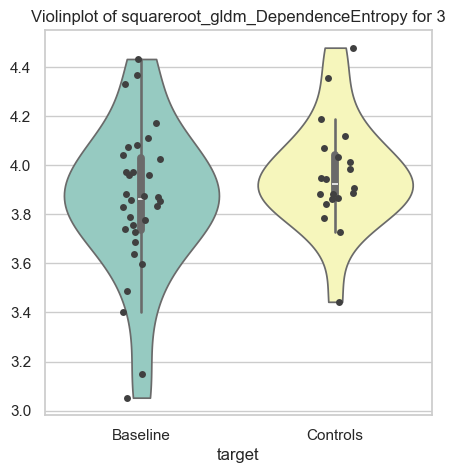 Violinplot of squareroot_gldm_DependenceEntropy for 3
4.4
4.2
4.0
3.8
3.6
3.4
3.2
3.0
Baseline Controls
target